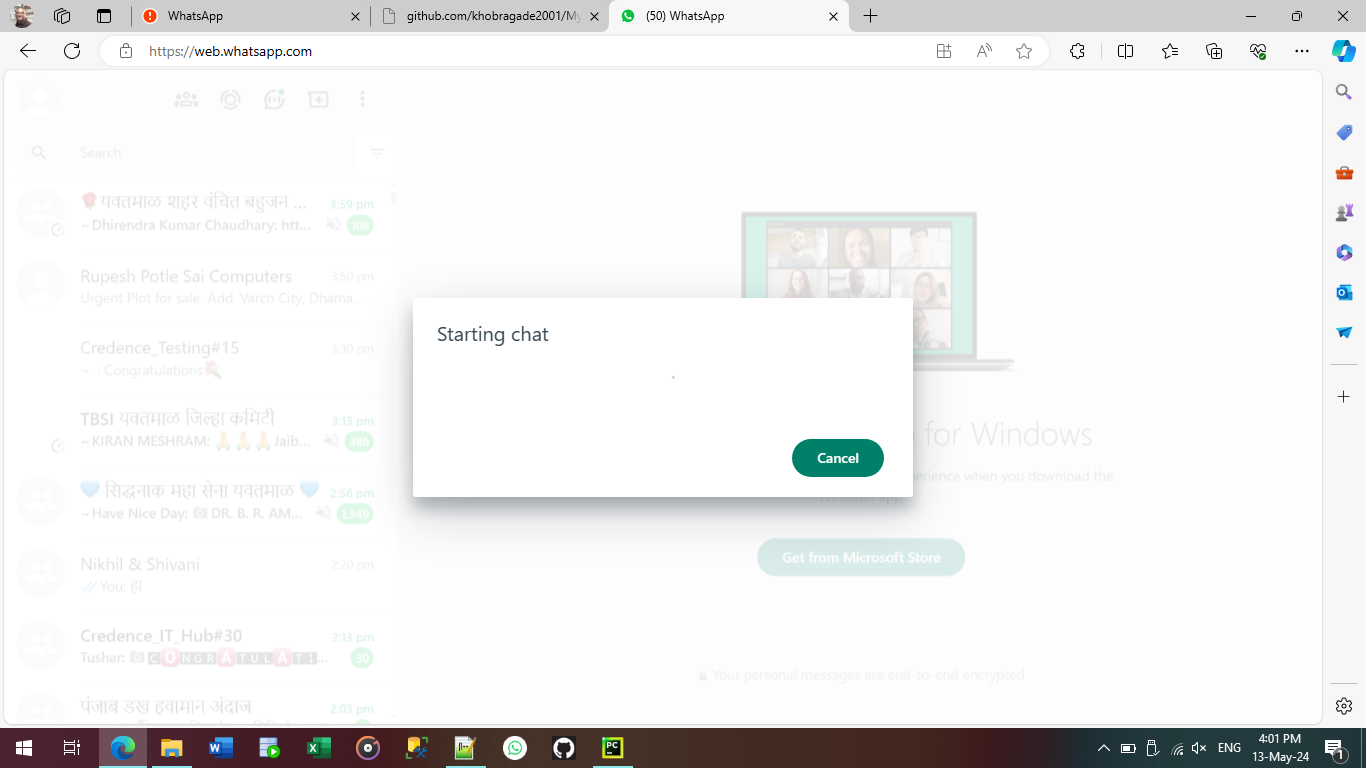 WhatsApp
github.com/khobragade2001/My
(50) WhatsApp
https://web.whatsapp.com
Search
🌹यवतमाळ शहर वंचित बहुजन ...
3:59 pm
~ Dhirendra Kumar Chaudhary: htt...
108
Rupesh Potle Sai Computers
3:50 pm
Urgent Plot for sale Add. Varco City, Dhama...
Credence_Testing#15
3:30 pm
~ : Congratulations💐
TBSI यवतमाळ जिल्हा कमिटी
3:13 pm
~ KIRAN MESHRAM: 🙏🙏🙏Jaib...
386
💙 सिद्धनाक महा सेना यवतमाळ 💙
2:56 pm
~ Have Nice Day: DR. B. R. AM...
1,349
Nikhil & Shivani
2:20 pm
You: हो
Credence_IT_Hub#30
2:13 pm
Tushar: 🅲🅾🅽🅶🆁🅰🆃🆄🅻🅰🆃🅸...
30
पंजाब डख हवामान अंदाज
2:03 pm
Starting chat
Cancel
for Windows
erience when you download the
Windows app.
Get from Microsoft Store
Your personal messages are end-to-end encrypted
ENG
4:01 PM
13-May-24
1